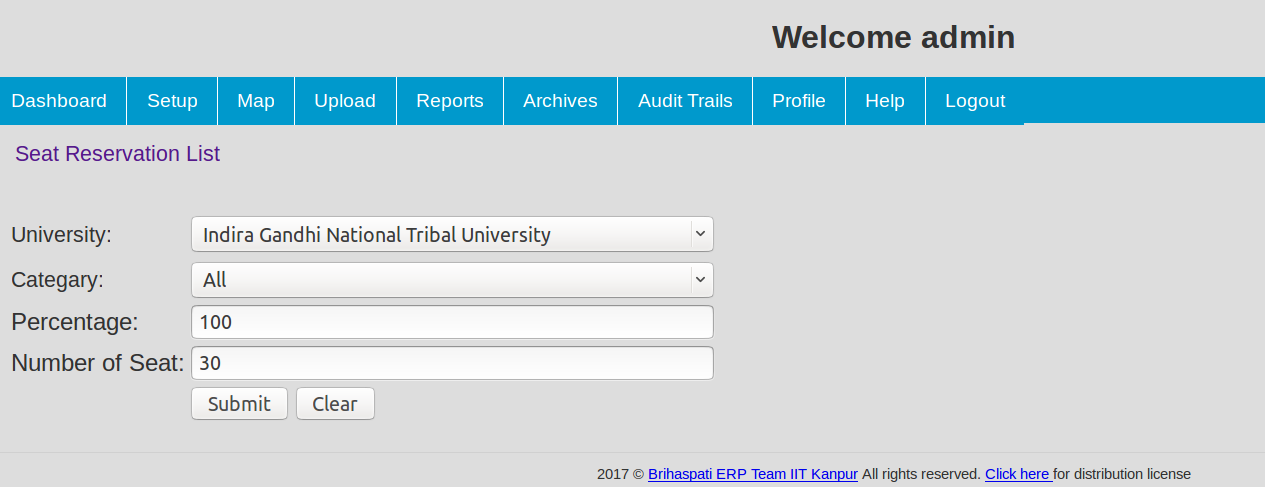 Welcome admin
Dashboard Setup Map Upload Reports Archives Audit Trails Profile Help Logout
Seat Reservation List
University: Indira Gandhi National Tribal University
Categary: All
Percentage: 100
Number of Seat: 30
Submit Clear
2017 © Brihaspati ERP Team IIT Kanpur All rights reserved. Click here for distribution license